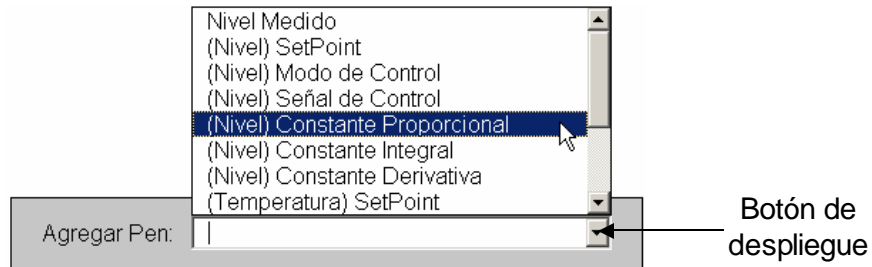 Nivel Medido
(Nivel) SetPoint
(Nivel) Modo de Control
(Nivel) Señal de Control
(Nivel) Constante Proporcional
(Nivel) Constante Integral
(Nivel) Constante Derivativa
(Temperatura) SetPoint
Agregar Pen:
Botón de
despliegue